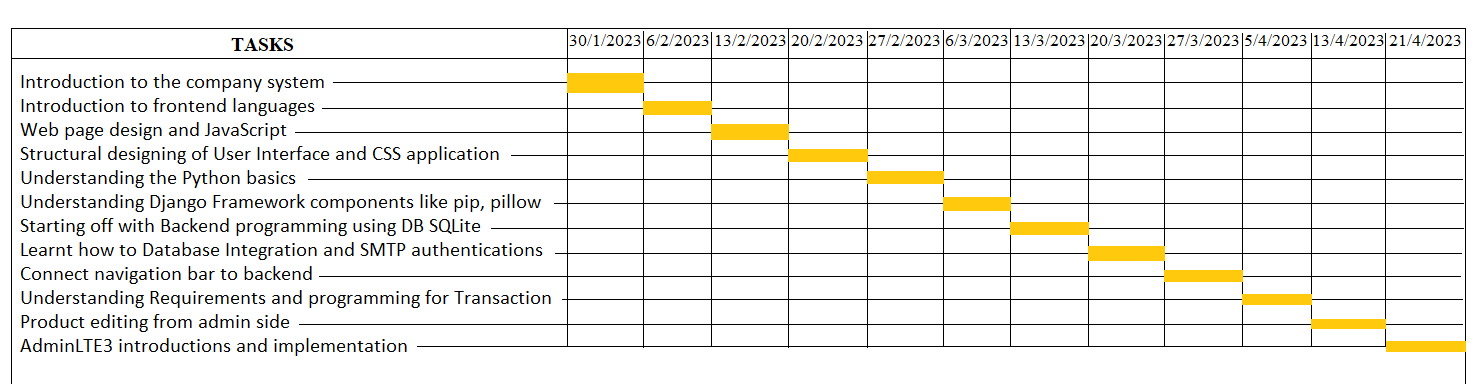 TASKS 30/1/2023 6/2/2023 13/2/2023 20/2/2023 27/2/2023 6/3/2023 13/3/2023 20/3/2023 27/3/2023 5/4/2023 13/4/2023 21/4/2023
Introduction to the company system
Introduction to frontend languages
Web page design and JavaScript
Structural designing of User Interface and CSS application
Understanding the Python basics
Understanding Django Framework components like pip, pillow
Starting off with Backend programming using DB SQLite
Learnt how to Database Integration and SMTP authentications
Connect navigation bar to backend
Understanding Requirements and programming for Transaction
Product editing from admin side
AdminLTE3 introductions and implementation